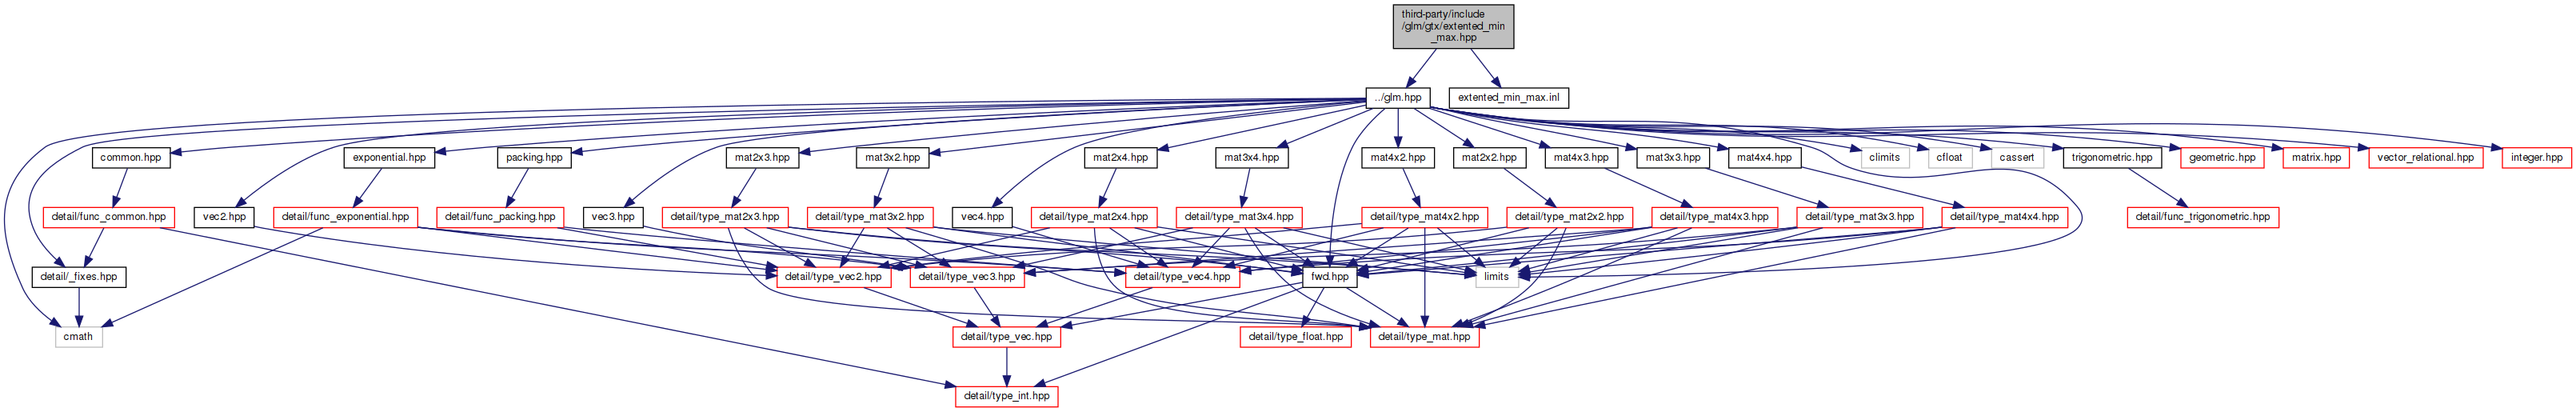 third-party/include
/glm/gtx/extented_min
_max.hpp
../glm.hpp
extented_min_max.inl
common.hpp
exponential.hpp
packing.hpp
mat2x3.hpp
mat3x2.hpp
mat2x4.hpp
mat3x4.hpp
mat4x2.hpp
mat2x2.hpp
mat4x3.hpp
mat3x3.hpp
mat4x4.hpp
climits
cfloat
cassert
trigonometric.hpp
geometric.hpp
matrix.hpp
vector_relational.hpp
integer.hpp
detail/func_common.hpp
vec2.hpp
detail/func_exponential.hpp
detail/func_packing.hpp
vec3.hpp
detail/type_mat2x3.hpp
detail/type_mat3x2.hpp
vec4.hpp
detail/type_mat2x4.hpp
detail/type_mat3x4.hpp
detail/type_mat4x2.hpp
detail/type_mat2x2.hpp
detail/type_mat4x3.hpp
detail/type_mat3x3.hpp
detail/type_mat4x4.hpp
detail/func_trigonometric.hpp
detail/_fixes.hpp
detail/type_vec2.hpp
detail/type_vec3.hpp
detail/type_vec4.hpp
fwd.hpp
limits
cmath
detail/type_vec.hpp
detail/type_float.hpp
detail/type_mat.hpp
detail/type_int.hpp